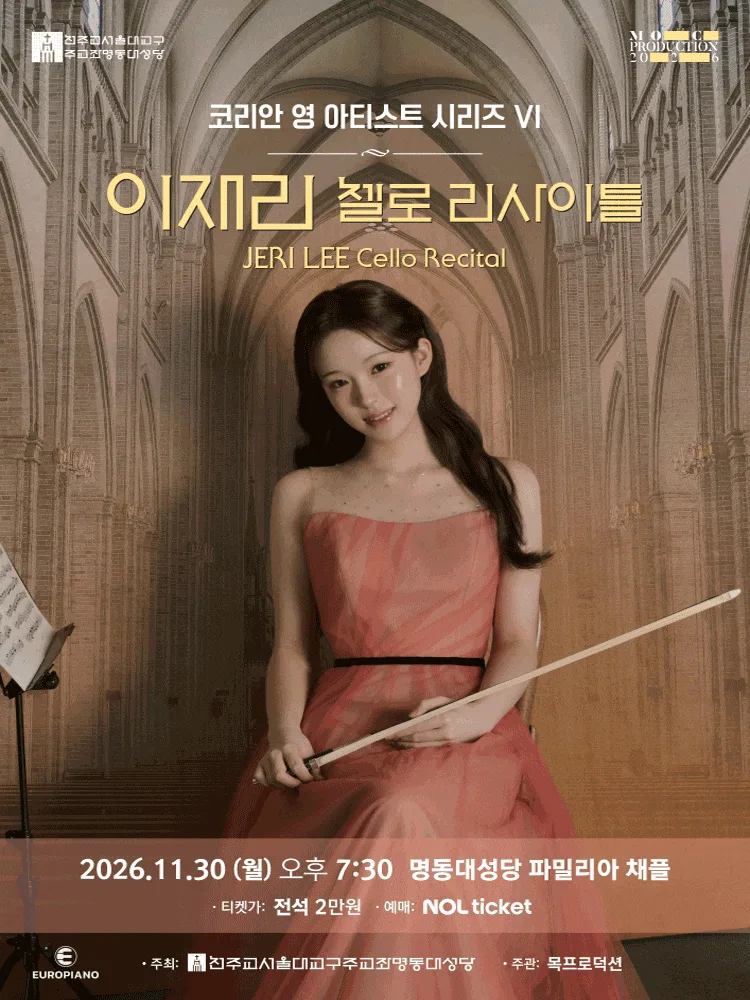 천주교서울대교구
주교좌명동대성당
MOC
PRODUCTION
2026
코리안 영 아티스트 시리즈 VI
이재리 첼로 리사이틀
JERI LEE Cello Recital
2026.11.30 (월) 오후 7:30 명동대성당 파밀리아 채플
· 티켓가: 전석 2만원 · 예매: NOL ticket
EUROPIANO
· 주최: 천주교서울대교구주교좌명동대성당 · 주관: 목프로덕션